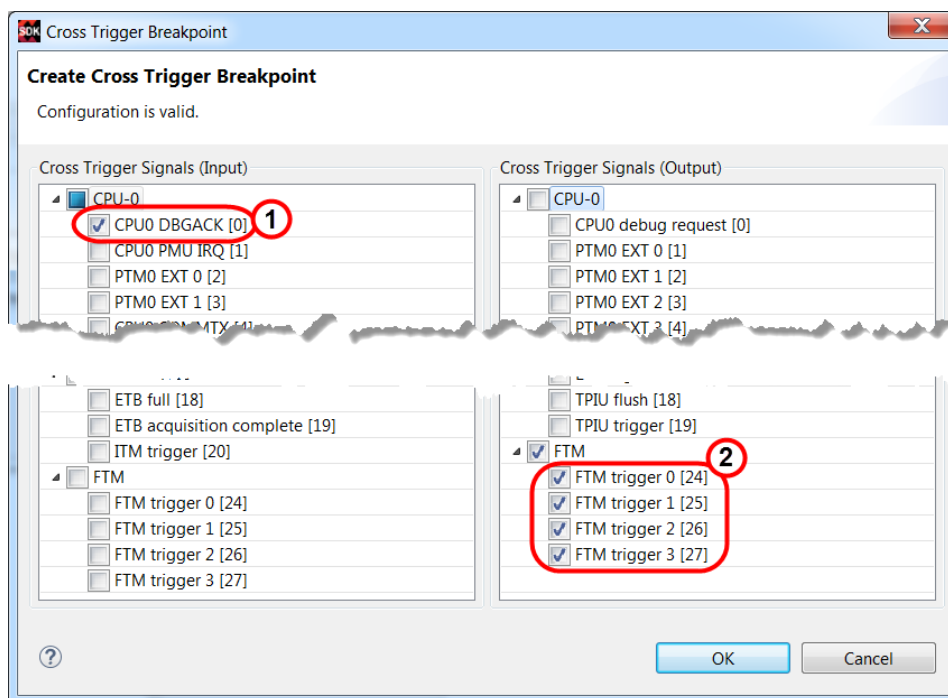 SDK Cross Trigger Breakpoint
Create Cross Trigger Breakpoint
Configuration is valid.
Cross Trigger Signals (Input)
CPU-0
CPU0 DBGACK [0]
1
CPU0 PMU IRQ [1]
PTM0 EXT 0 [2]
PTM0 EXT 1 [3]
ETB full [18]
ETB acquisition complete [19]
ITM trigger [20]
FTM
FTM trigger 0 [24]
FTM trigger 1 [25]
FTM trigger 2 [26]
FTM trigger 3 [27]
Cross Trigger Signals (Output)
CPU-0
CPU0 debug request [0]
PTM0 EXT 0 [1]
PTM0 EXT 1 [2]
PTM0 EXT 2 [3]
PTM0 EXT 3 [4]
TPIU flush [18]
TPIU trigger [19]
FTM
2
FTM trigger 0 [24]
FTM trigger 1 [25]
FTM trigger 2 [26]
FTM trigger 3 [27]
?
OK
Cancel